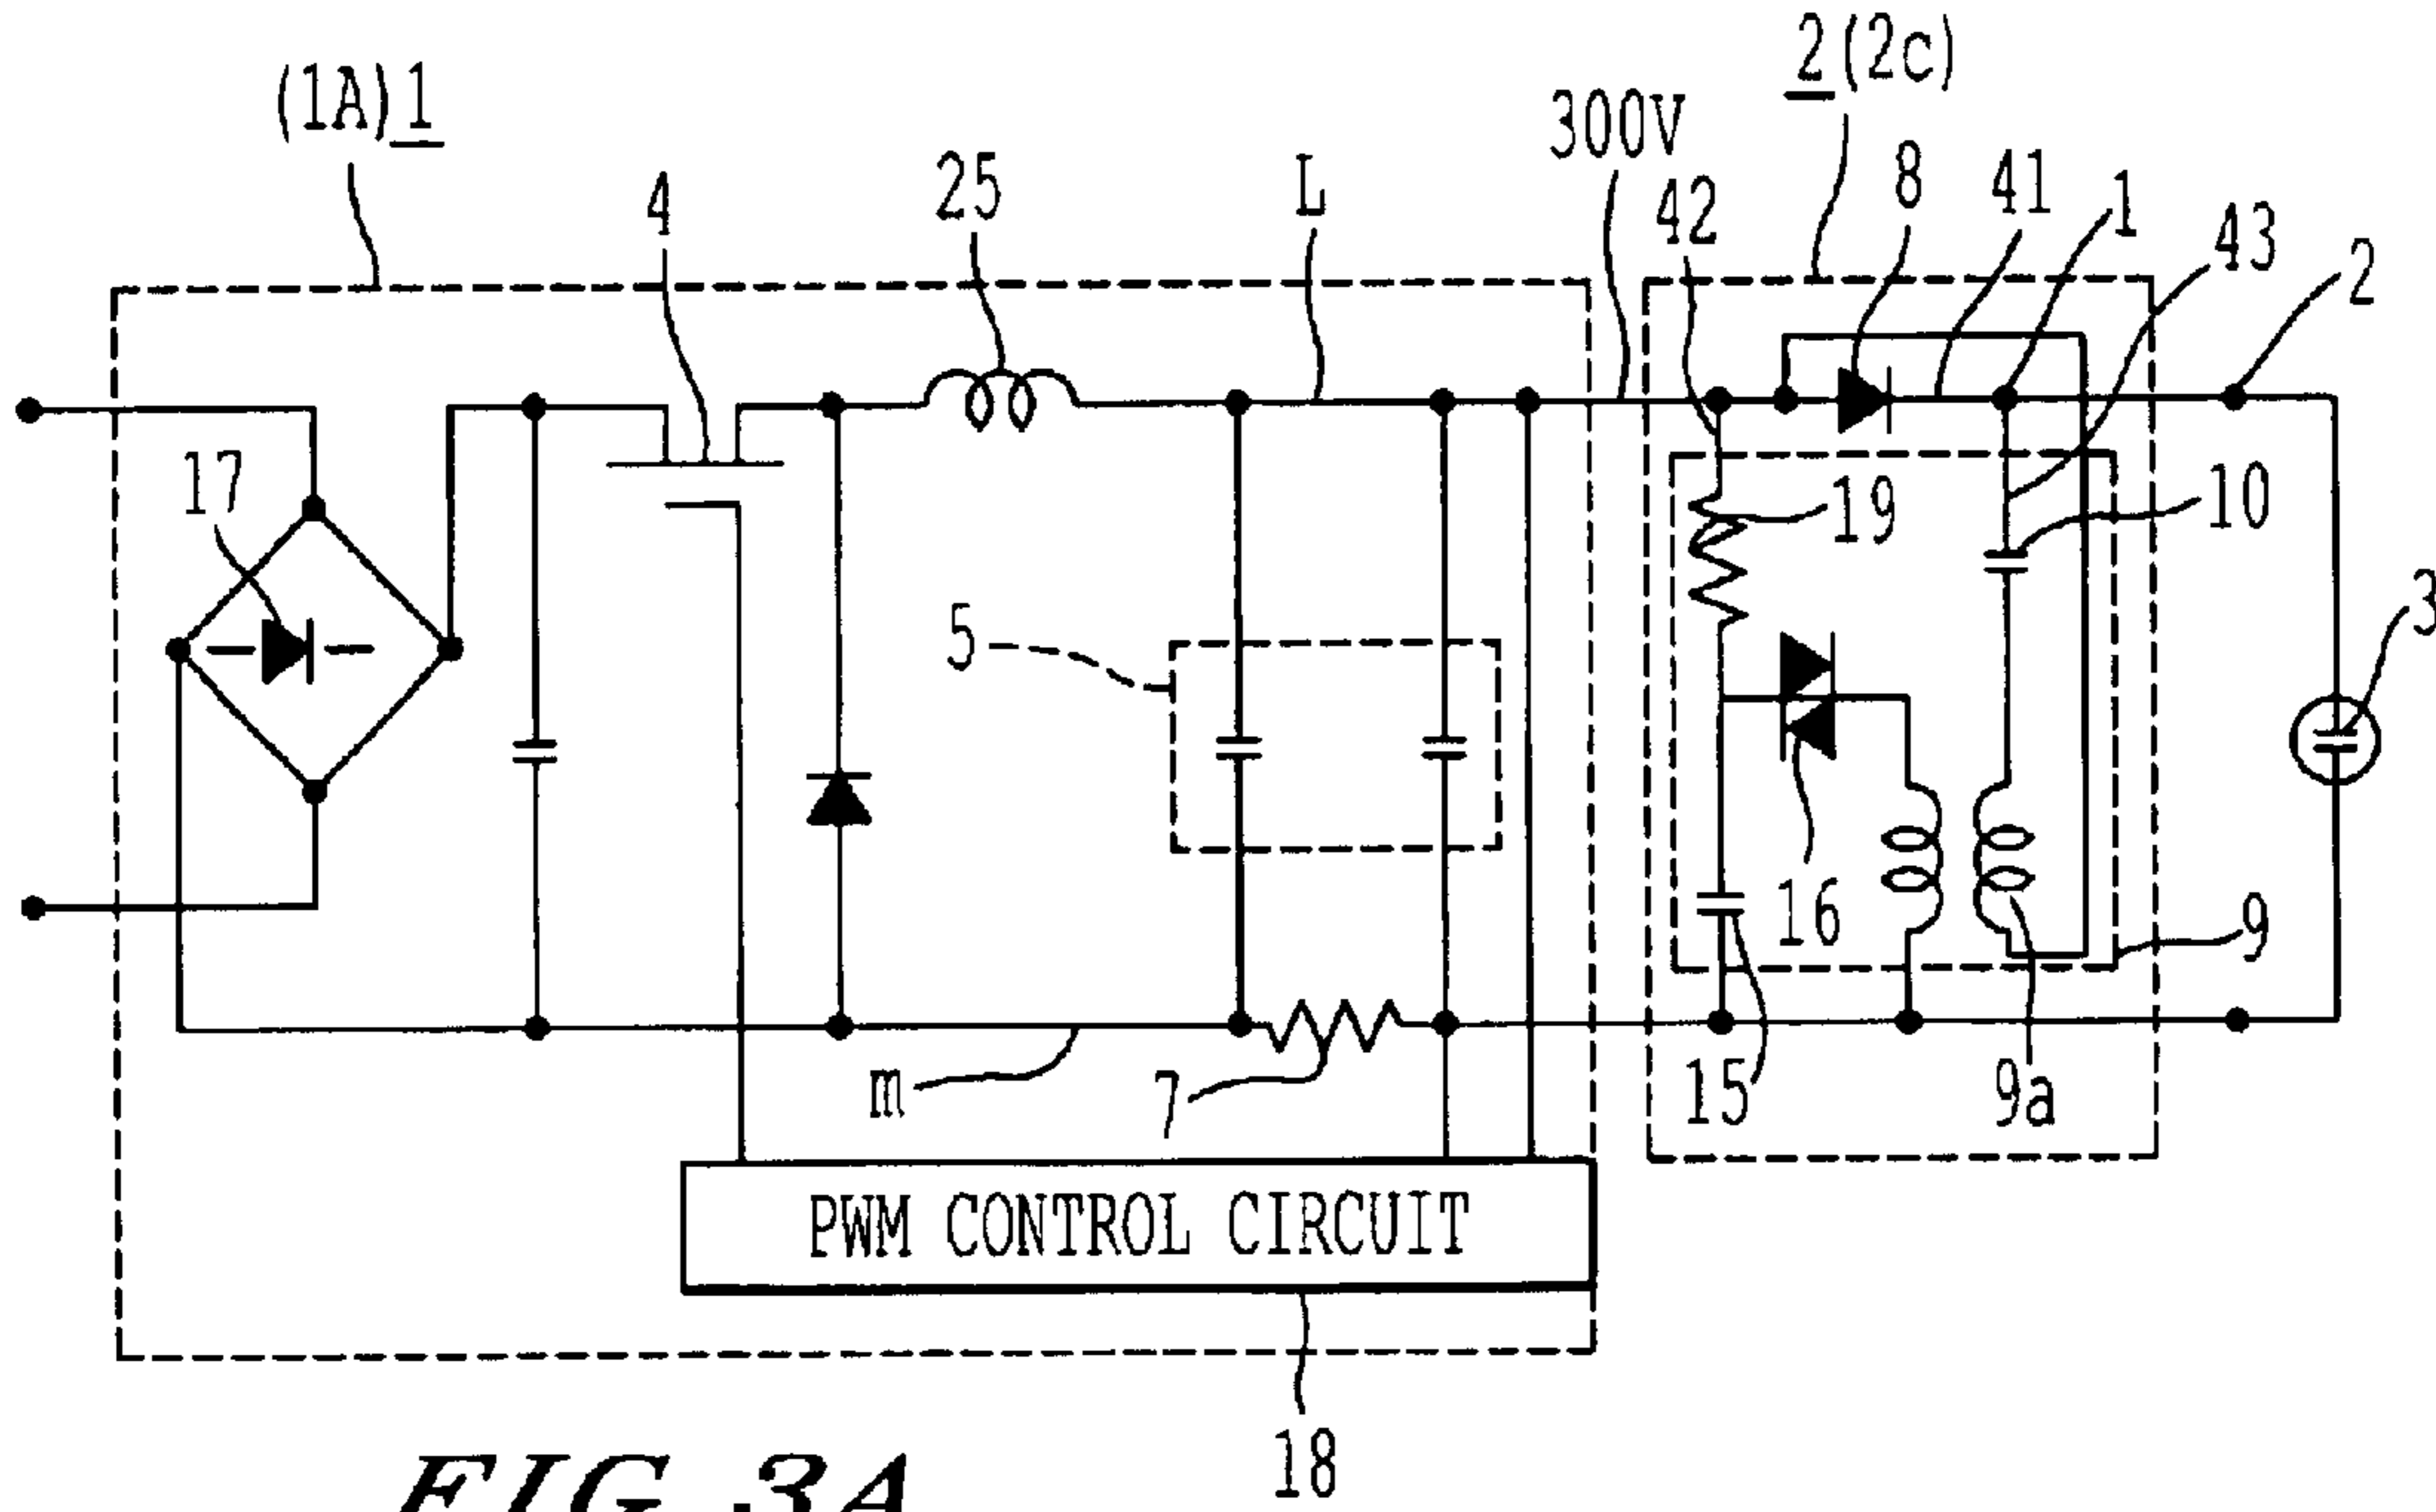 2(2c)
(1A)1
300V
8
41
1
25
L
4
42
43
2
17
19
10
3
5
16
9
m
7
15
9a
PWM CONTROL CIRCUIT
18
FIG.3A